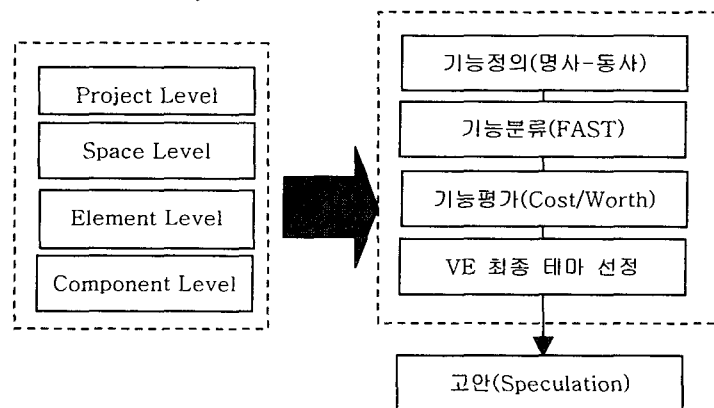 Project Level
Space Level
Element Level
Component Level
기능정의(명사-동사)
기능분류(FAST)
기능평가(Cost/Worth)
VE 최종 테마 선정
고안(Speculation)